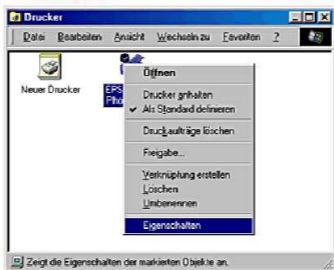 Drucker
Datei Bearbeiten Ansicht Wechseln zu Favoriten ?
Neuer Drucker
EPS
Pho
Öffnen
Drucker anhalten
Als Standard definieren
Druckaufträge löschen
Freigabe...
Verknüpfung erstellen
Löschen
Umbenennen
Eigenschaften
Zeigt die Eigenschaften der markierten Objekte an.